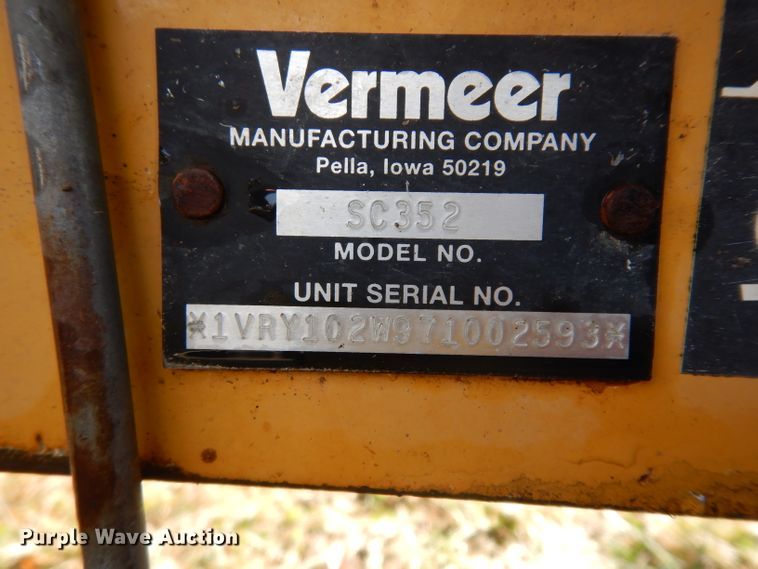 Vermeer
MANUFACTURING COMPANY
Pella, Iowa 50219
SC352
MODEL NO.
UNIT SERIAL NO.
*1VRY102W971002593*
Purple Wave Auction